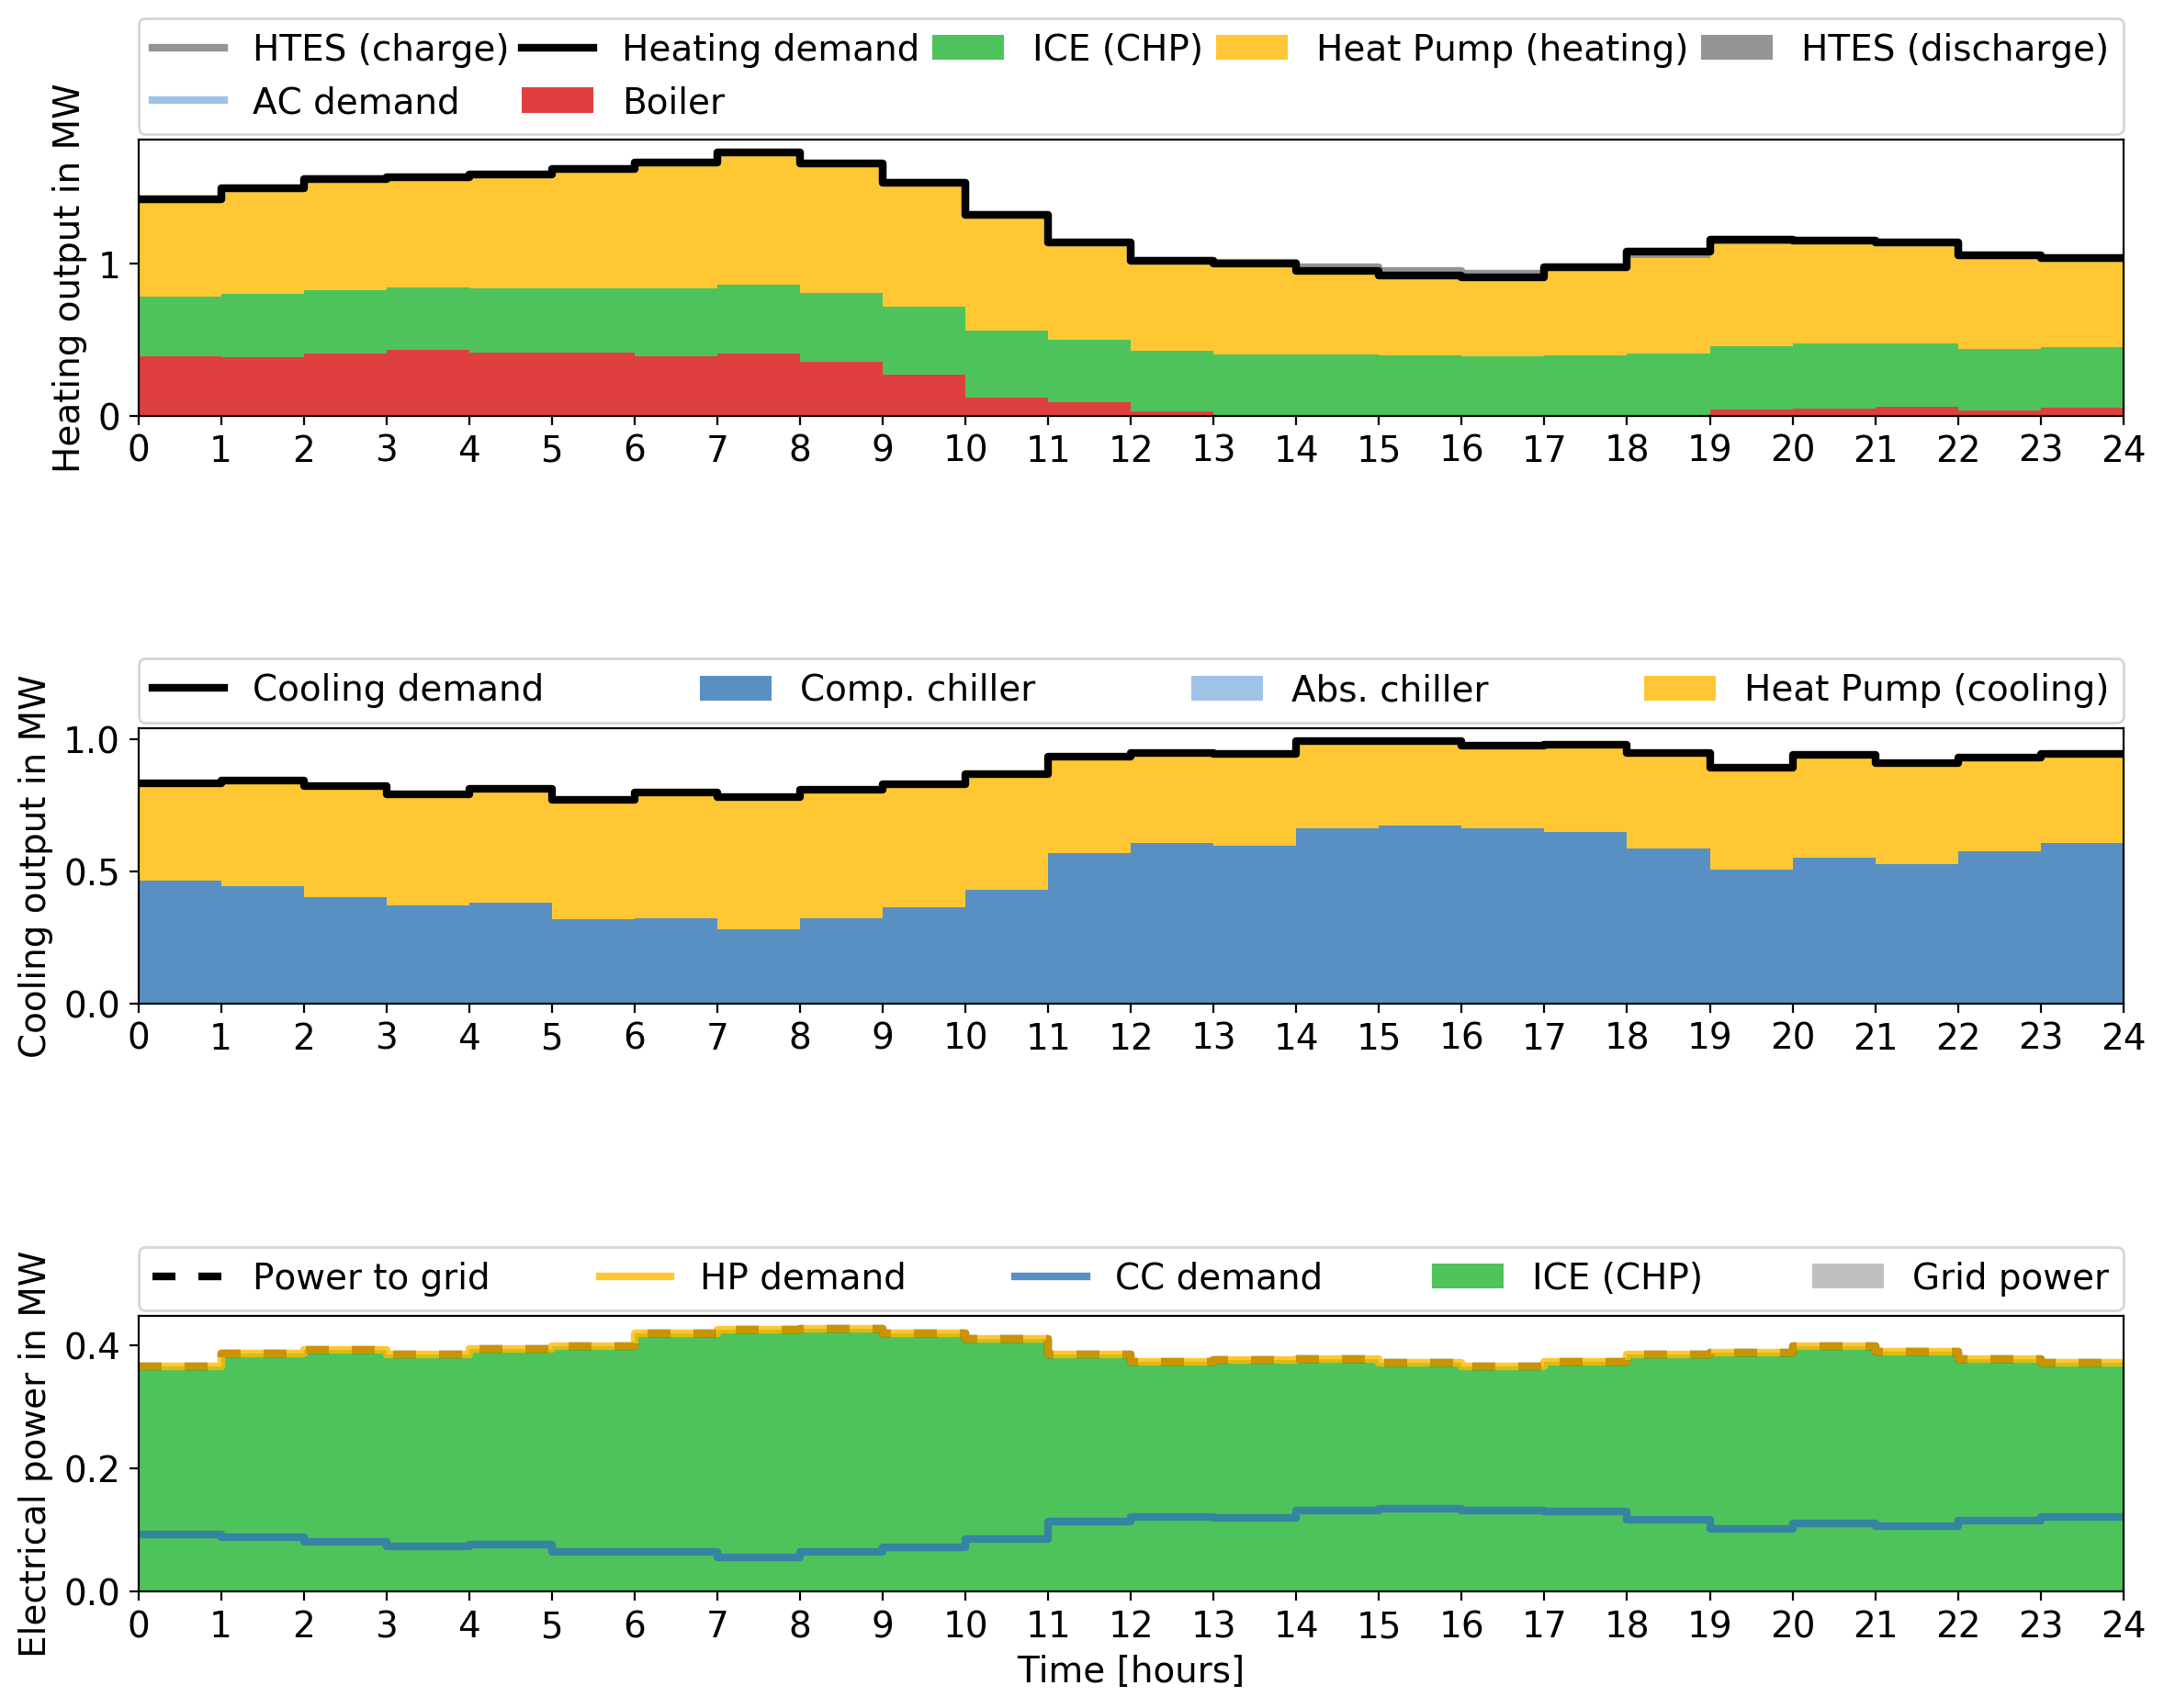 HTES (charge) Heating demand ICE (CHP) Heat Pump (heating) HTES (discharge)
AC demand Boiler
Heating output in MW
1
0
0 1 2 3 4 5 6 7 8 9 10 11 12 13 14 15 16 17 18 19 20 21 22 23 24
Cooling demand Comp. chiller Abs. chiller Heat Pump (cooling)
Cooling output in MW
1.0
0.5
0.0
0 1 2 3 4 5 6 7 8 9 10 11 12 13 14 15 16 17 18 19 20 21 22 23 24
Power to grid HP demand CC demand ICE (CHP) Grid power
Electrical power in MW
0.4
0.2
0.0
0 1 2 3 4 5 6 7 8 9 10 11 12 13 14 15 16 17 18 19 20 21 22 23 24
Time [hours]